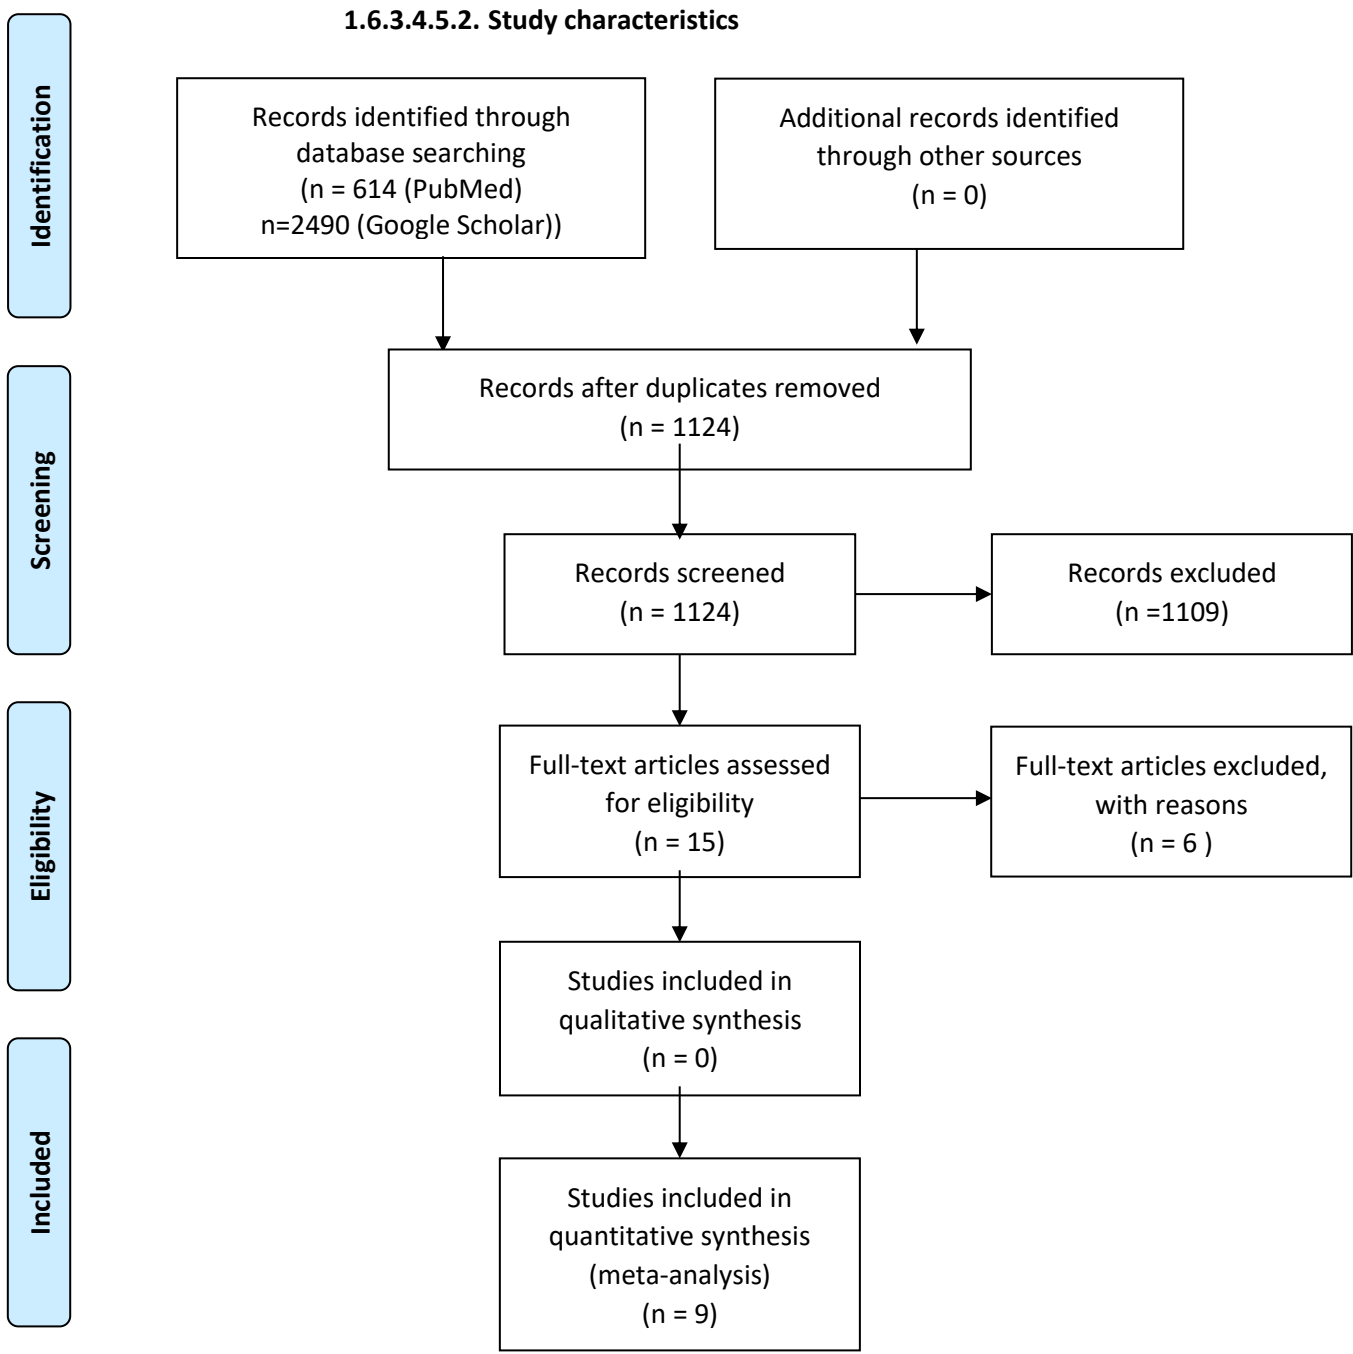 1.6.3.4.5.2. Study characteristics
Identification
Records identified through
database searching
(n = 614 (PubMed)
n=2490 (Google Scholar))
Additional records identified
through other sources
(n = 0)
Screening
Records after duplicates removed
(n = 1124)
Records screened
(n = 1124)
Records excluded
(n =1109)
Eligibility
Full-text articles assessed
for eligibility
(n = 15)
Full-text articles excluded,
with reasons
(n = 6 )
Studies included in
qualitative synthesis
(n = 0)
Included
Studies included in
quantitative synthesis
(meta-analysis)
(n = 9)